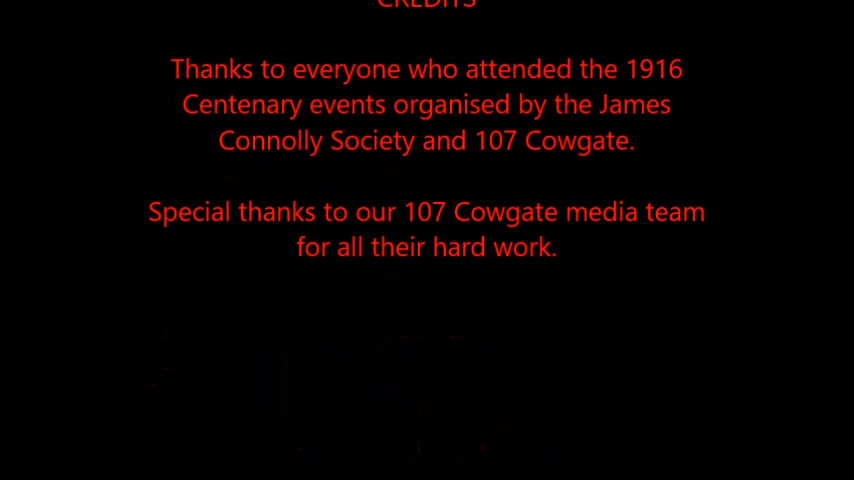 CREDITS
Thanks to everyone who attended the 1916
Centenary events organised by the James
Connolly Society and 107 Cowgate.
Special thanks to our 107 Cowgate media team
for all their hard work.